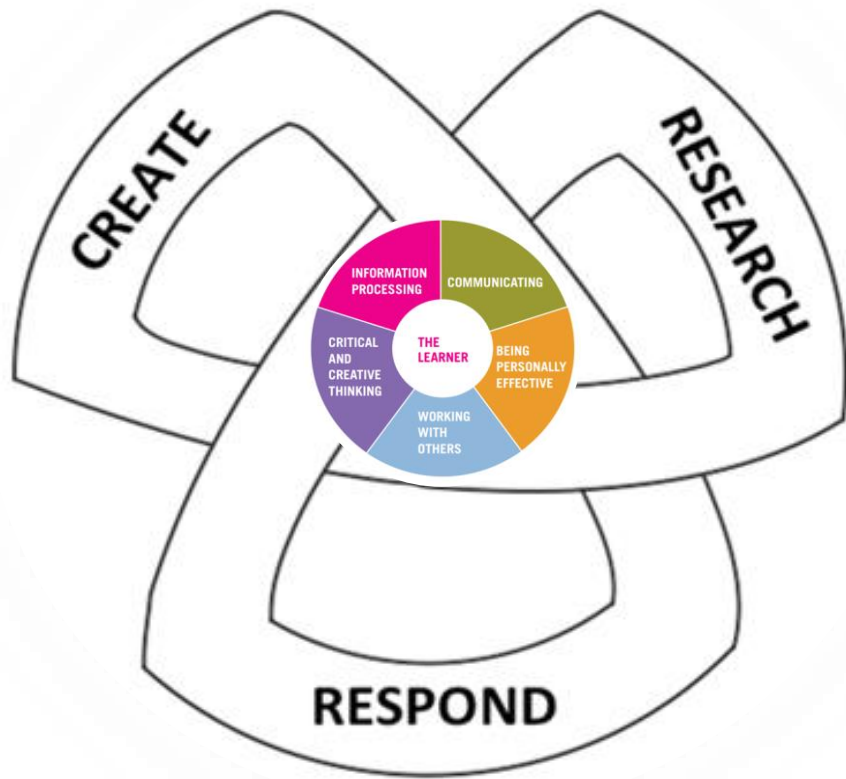 CREATE
RESEARCH
INFORMATION
PROCESSING
COMMUNICATING
CRITICAL
AND
CREATIVE
THINKING
THE
LEARNER
BEING
PERSONALLY
EFFECTIVE
WORKING
WITH
OTHERS
RESPOND